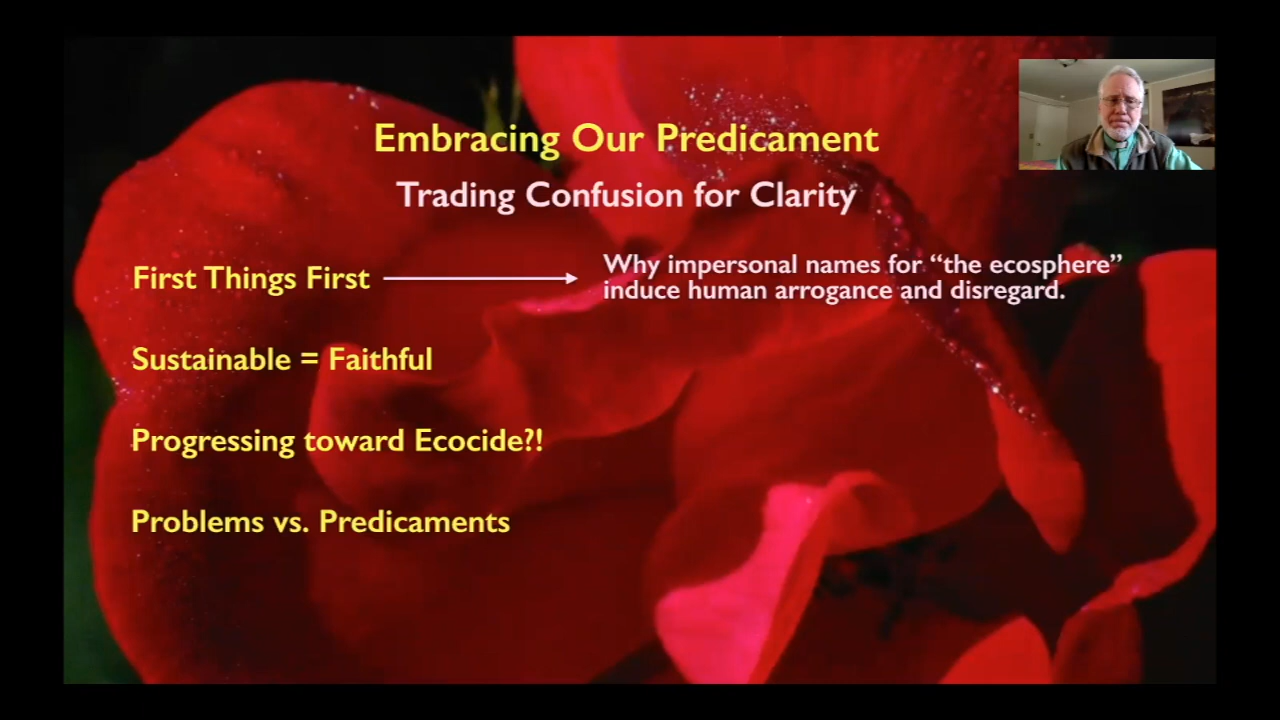 Embracing Our Predicament
Trading Confusion for Clarity
First Things First
Why impersonal names for “the ecosphere”
induce human arrogance and disregard.
Sustainable = Faithful
Progressing toward Ecocide?!
Problems vs. Predicaments